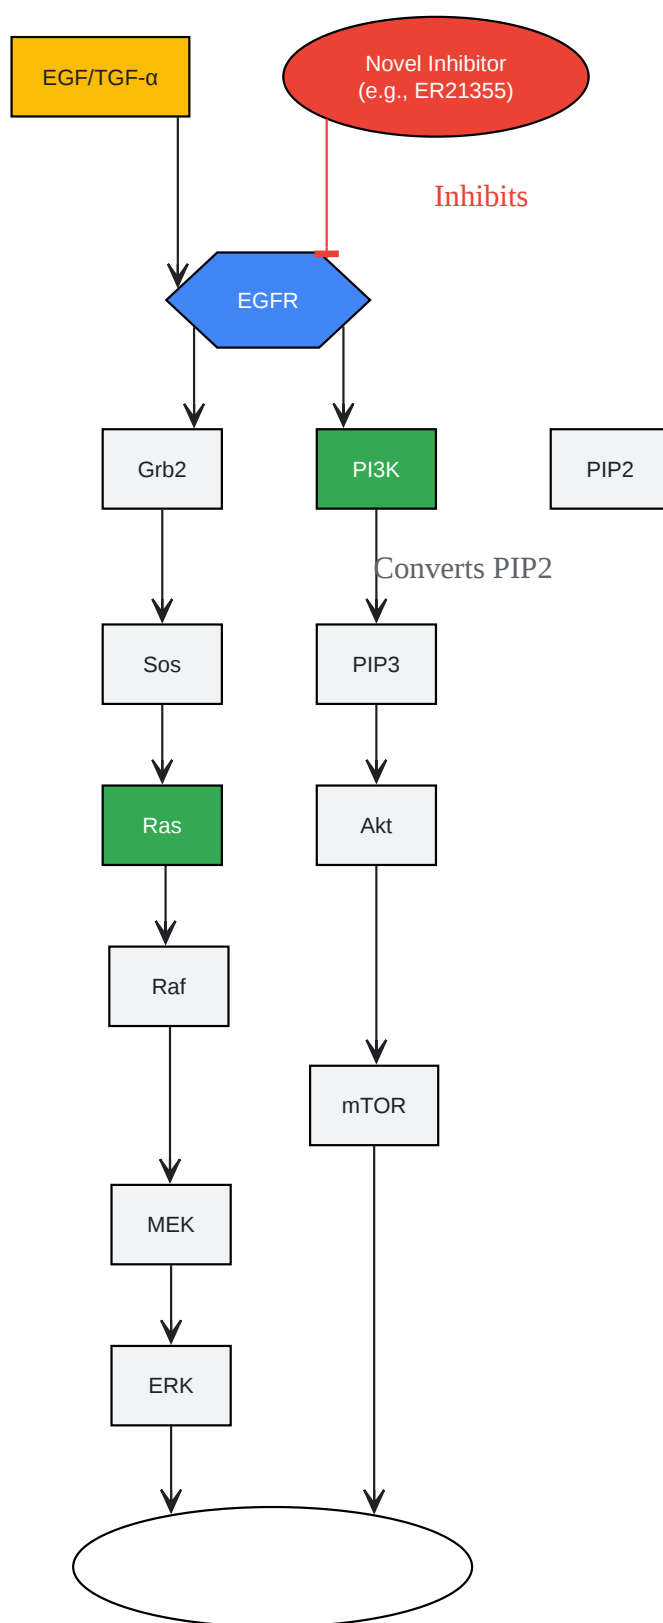 EGF/TGF-α
Novel Inhibitor
(e.g., ER21355)
Inhibits
EGFR
Grb2
PI3K
PIP2
Converts PIP2
Sos
PIP3
Ras
Akt
Raf
mTOR
MEK
ERK